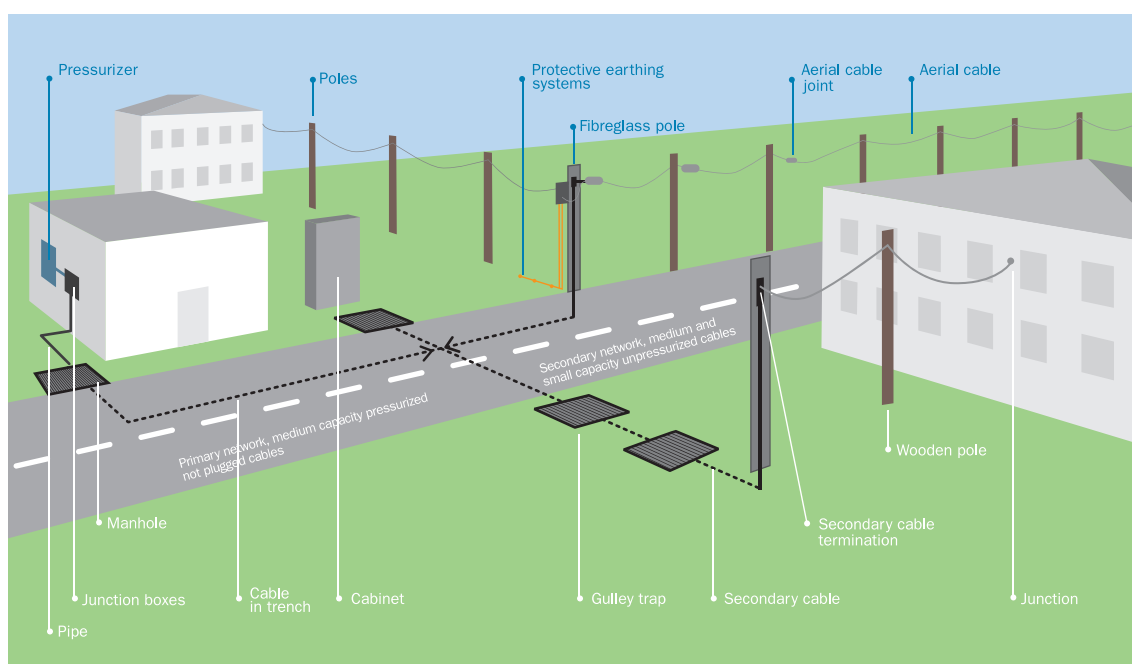 Pressurizer
Poles
Protective earthing
systems
Aerial cable
joint
Aerial cable
Fibreglass pole
Secondary network, medium and
small capacity unpressurized cables
Primary network, medium capacity pressurized
not plugged cables
Wooden pole
Manhole
Secondary cable
termination
Junction boxes
Cable
in trench
Cabinet
Gulley trap
Secondary cable
Junction
Pipe